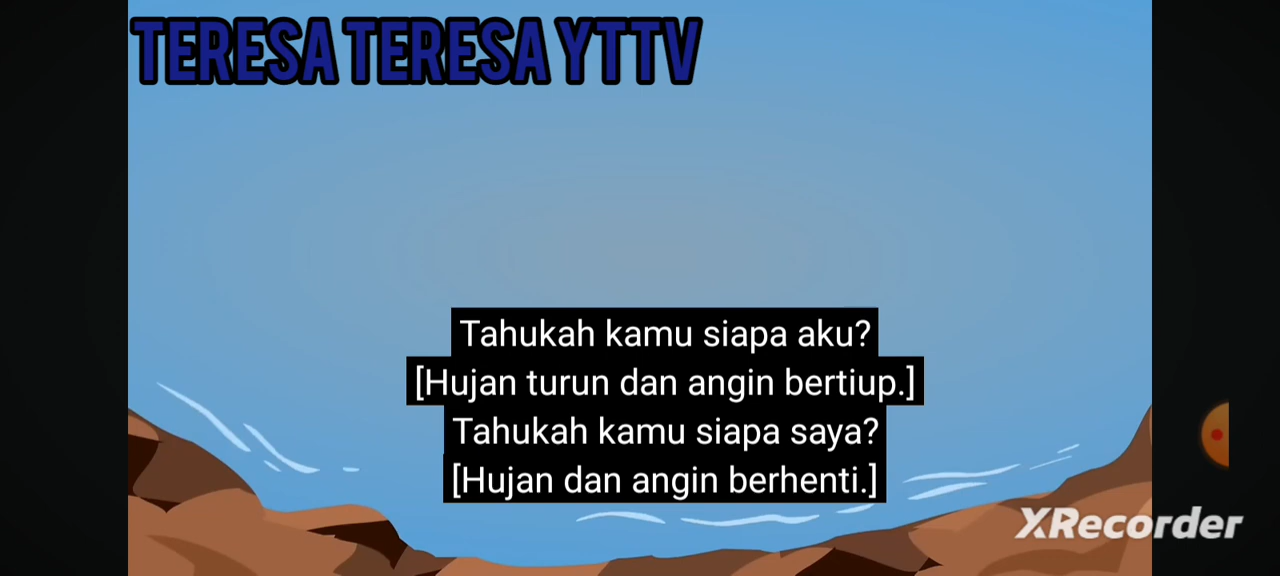 TERESA TERESA YTTV
Tahukah kamu siapa aku?
[Hujan turun dan angin bertiup.]
Tahukah kamu siapa saya?
[Hujan dan angin berhenti.]
XRecorder